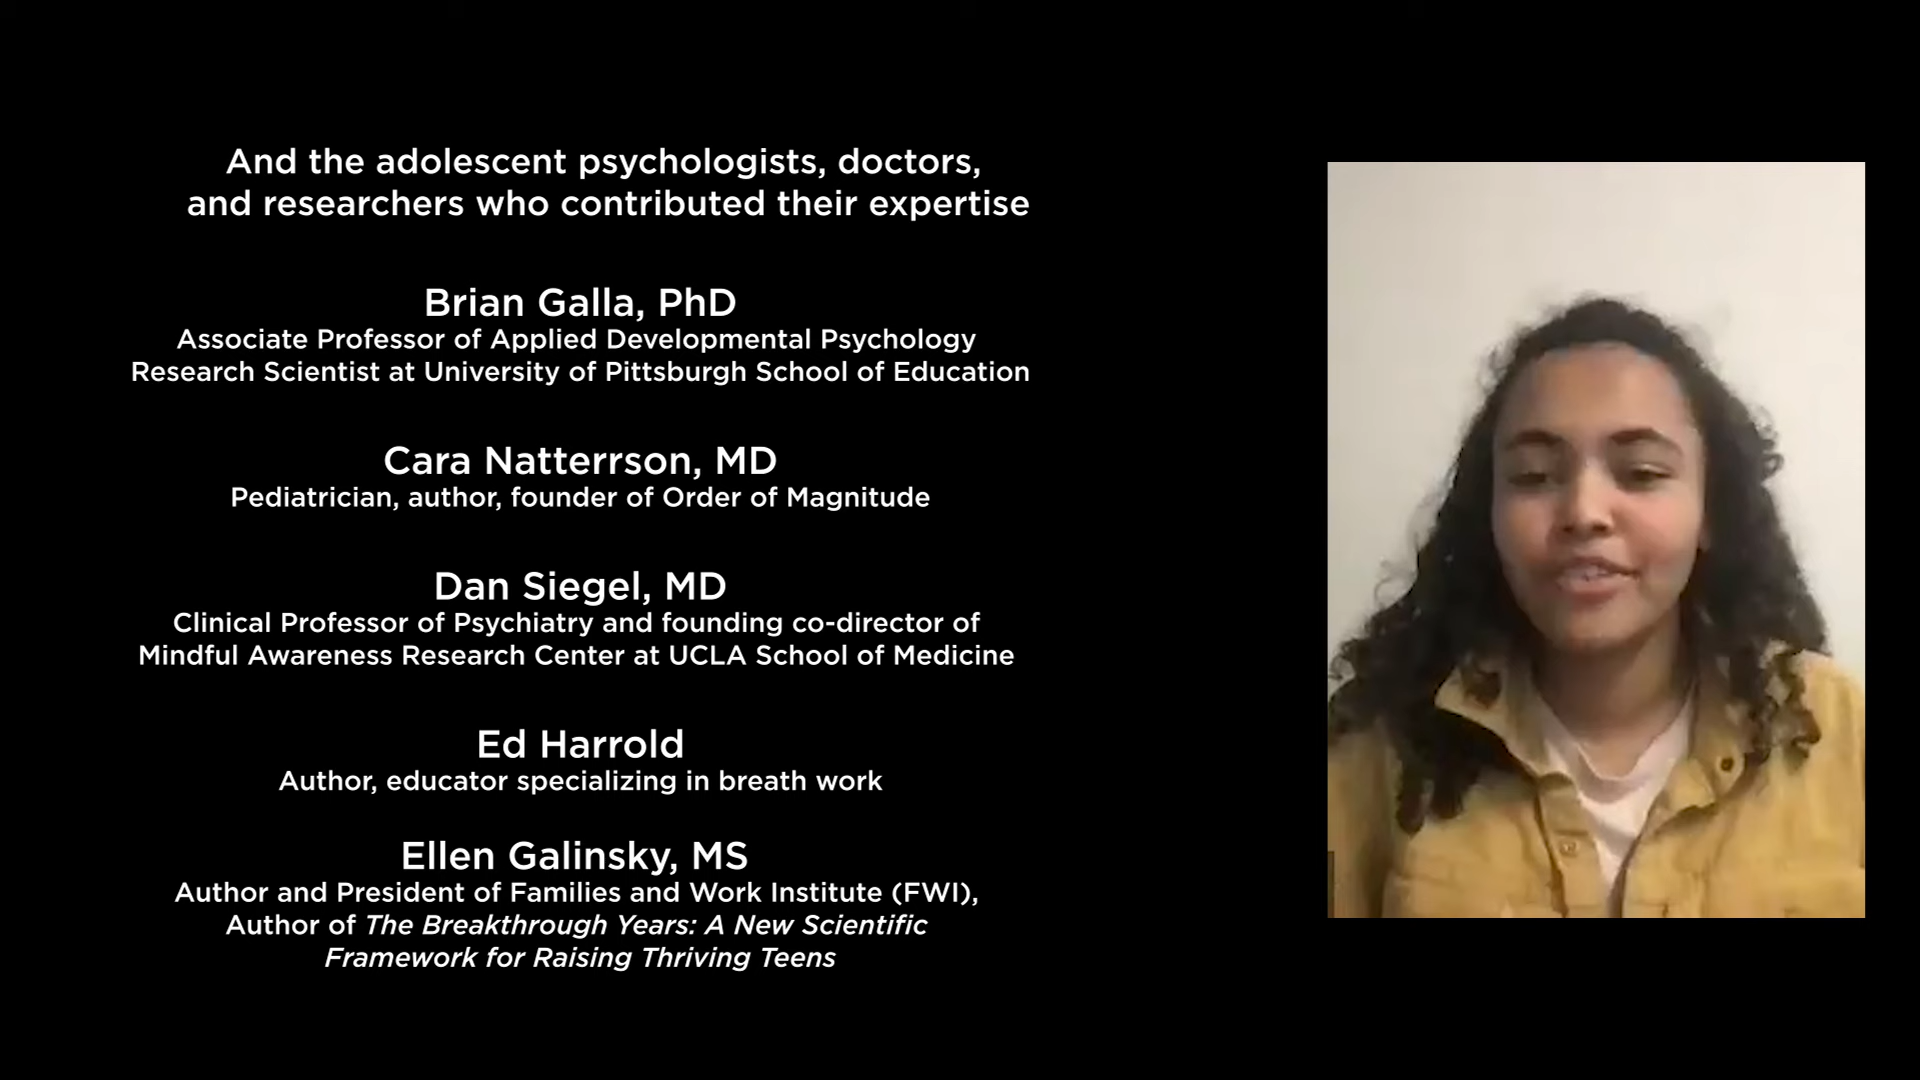 And the adolescent psychologists, doctors,
and researchers who contributed their expertise
Brian Galla, PhD
Associate Professor of Applied Developmental Psychology
Research Scientist at University of Pittsburgh School of Education
Cara Natterrson, MD
Pediatrician, author, founder of Order of Magnitude
Dan Siegel, MD
Clinical Professor of Psychiatry and founding co-director of
Mindful Awareness Research Center at UCLA School of Medicine
Ed Harrold
Author, educator specializing in breath work
Ellen Galinsky, MS
Author and President of Families and Work Institute (FWI),
Author of The Breakthrough Years: A New Scientific
Framework for Raising Thriving Teens